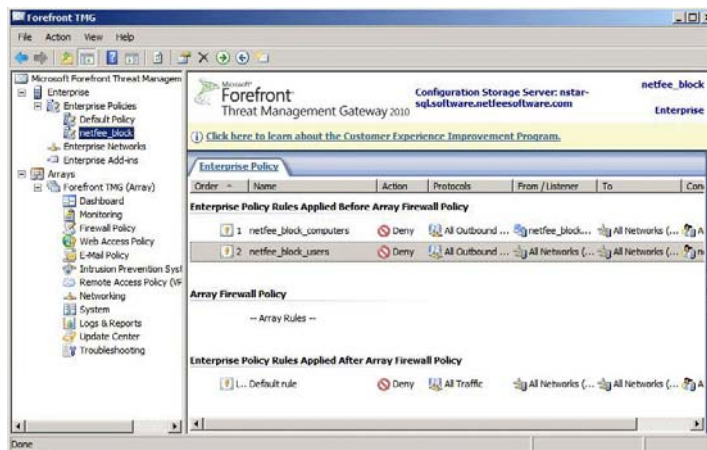 Forefront TMG
File Action View Help
Microsoft Forefront Threat Managem
Enterprise
Enterprise Policies
Default Policy
netfee_block
Enterprise Networks
Enterprise Add-ins
Arrays
Forefront TMG (Array)
Dashboard
Monitoring
Firewall Policy
Web Access Policy
E-Mail Policy
Intrusion Prevention Syst
Remote Access Policy (VP
Networking
System
Logs & Reports
Update Center
Troubleshooting
Microsoft
Forefront
Threat Management Gateway 2010
Configuration Storage Server: nstar-
sqlsoftware.netfeesoftware.com
netfee_block
Enterprise
Click here to learn about the Customer Experience Improvement Program.
Enterprise Policy
Order Name Action Protocols From / Listener To Con
Enterprise Policy Rules Applied Before Array Firewall Policy
1 netfee_block_computers Deny All Outbound ... netfee_block... All Networks (... A
2 netfee_block_users Deny All Outbound ... All Networks (... All Networks (... n
Array Firewall Policy
-- Array Rules --
Enterprise Policy Rules Applied After Array Firewall Policy
L... Default rule Deny All Traffic All Networks (... All Networks (... A
Done